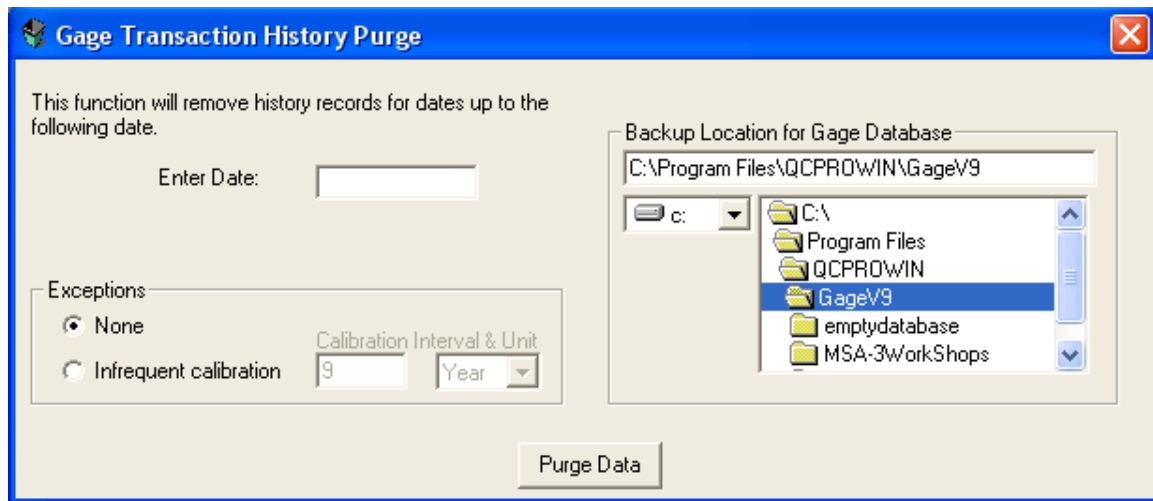 Gage Transaction History Purge
This function will remove history records for dates up to the
following date.
Enter Date:
Exceptions
None
Infrequent calibration
Calibration Interval & Unit
9
Year
Backup Location for Gage Database
C:\Program Files\QCPROWIN\GageV9
c:
C:\
Program Files
QCPROWIN
GageV9
emptydatabase
MSA-3WorkShops
Purge Data